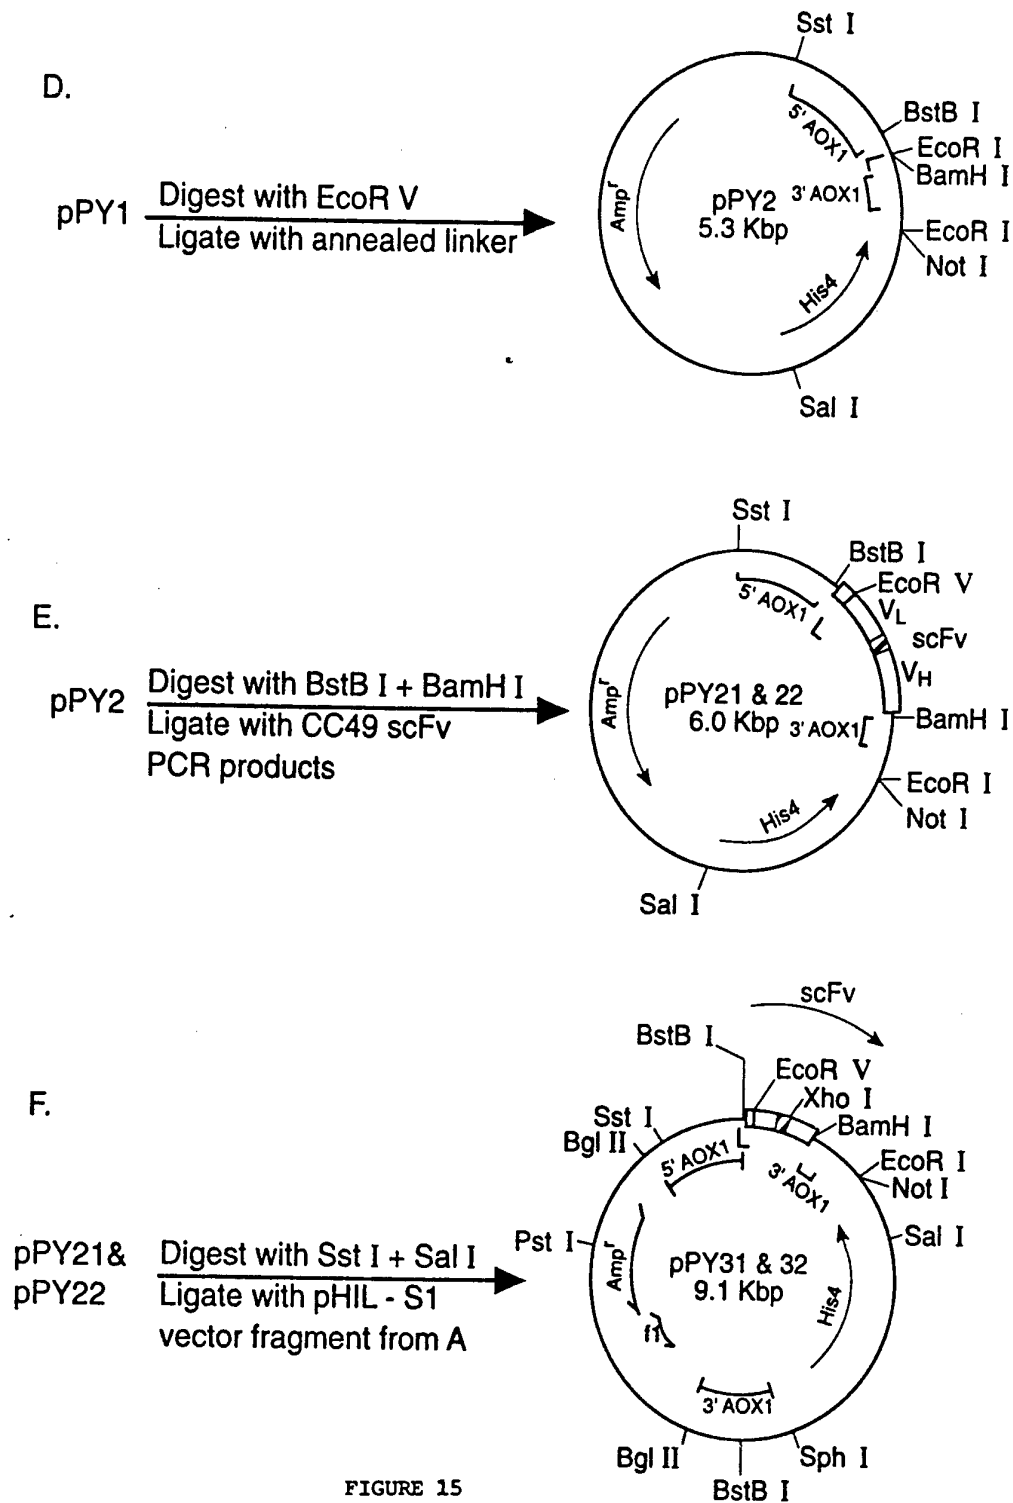 D.
pPY1
Digest with EcoR V
Ligate with annealed linker
Sst I
BstB I
EcoR I
BamH I
EcoR I
Not I
Sal I
5' AOX1
3' AOX1
Amp^r
His4
pPY2
5.3 Kbp
E.
pPY2
Digest with BstB I + BamH I
Ligate with CC49 scFv
PCR products
Sst I
BstB I
EcoR V
V_L
scFv
V_H
BamH I
EcoR I
Not I
Sal I
5' AOX1
L
3' AOX1
Amp^r
His4
pPY21 & 22
6.0 Kbp
F.
pPY21&
pPY22
Digest with Sst I + Sal I
Ligate with pHIL - S1
vector fragment from A
scFv
BstB I
EcoR V
Xho I
BamH I
EcoR I
Not I
Sal I
Sst I
Bgl II
Pst I
5' AOX1
L
3' AOX1
Amp^r
f1
His4
pPY31 & 32
9.1 Kbp
3' AOX1
Bgl II
BstB I
Sph I
FIGURE 15